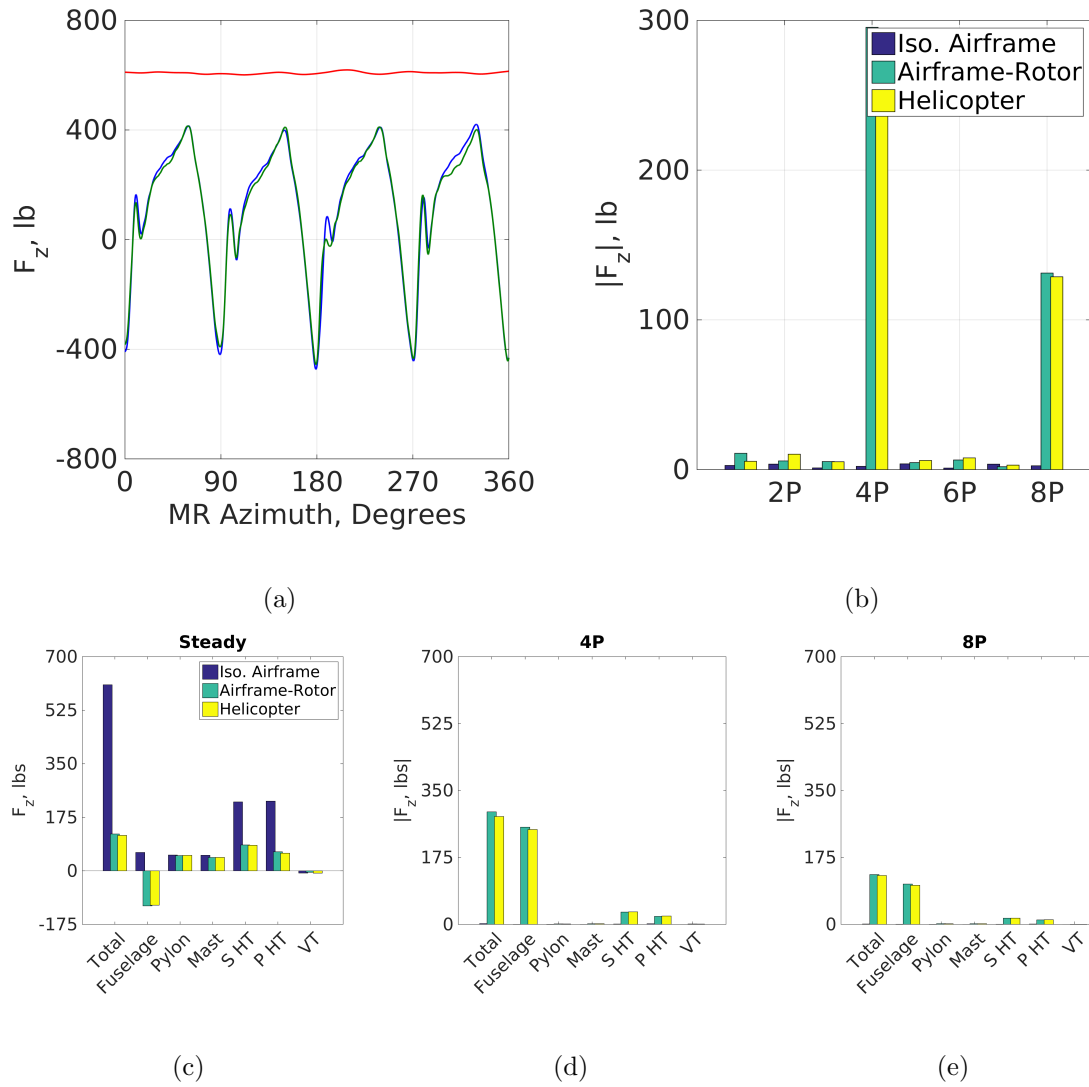 800
400
0
-400
-800
F_z, lb
0 90 180 270 360
MR Azimuth, Degrees
(a)
300
200
100
0
|F_z|, lb
Iso. Airframe
Airframe-Rotor
Helicopter
2P 4P 6P 8P
(b)
Steady
700
525
350
175
0
-175
F_z, lbs
Iso. Airframe
Airframe-Rotor
Helicopter
Total Fuselage Pylon Mast S HT P HT VT
(c)
4P
700
525
350
175
0
|F_z, lbs|
Total Fuselage Pylon Mast S HT P HT VT
(d)
8P
700
525
350
175
0
|F_z, lbs|
Total Fuselage Pylon Mast S HT P HT VT
(e)